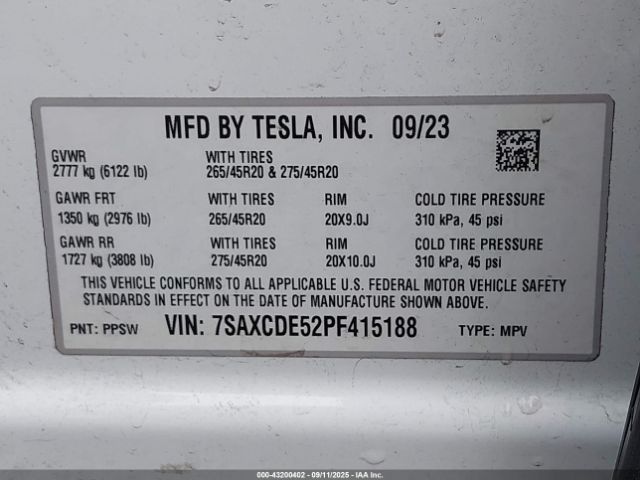 MFD BY TESLA, INC. 09/23
GVWR WITH TIRES
2777 kg (6122 lb) 265/45R20 & 275/45R20
GAWR FRT WITH TIRES RIM COLD TIRE PRESSURE
1350 kg (2976 lb) 265/45R20 20X9.0J 310 kPa, 45 psi
GAWR RR WITH TIRES RIM COLD TIRE PRESSURE
1727 kg (3808 lb) 275/45R20 20X10.0J 310 kPa, 45 psi
THIS VEHICLE CONFORMS TO ALL APPLICABLE U.S. FEDERAL MOTOR VEHICLE SAFETY
STANDARDS IN EFFECT ON THE DATE OF MANUFACTURE SHOWN ABOVE.
PNT: PPSW VIN: 7SAXCDE52PF415188 TYPE: MPV
000-43200402 - 09/11/2025 - IAAI.COM